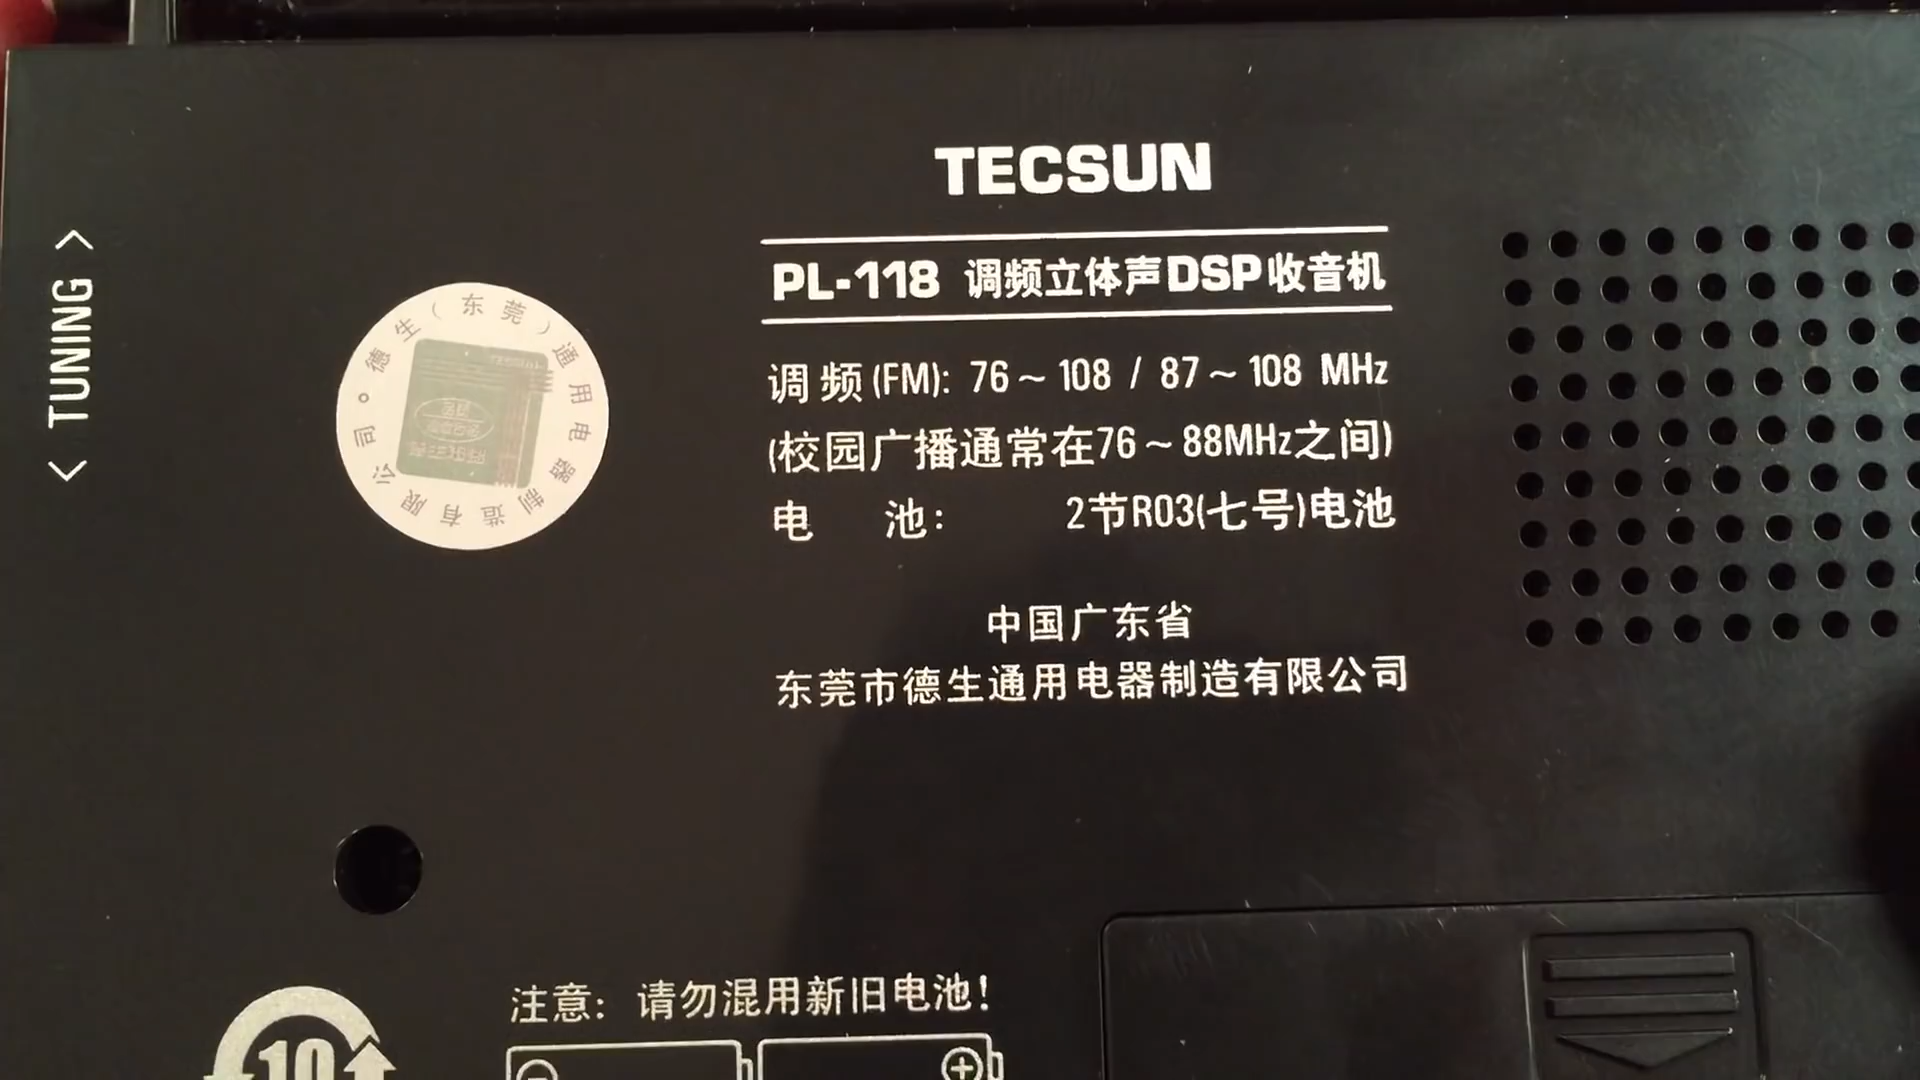 TECSUN
PL-118 调频立体声DSP收音机
调频(FM): 76～108 / 87～108 MHz
(校园广播通常在76～88MHz之间)
电 池: 2节R03(七号)电池
中国广东省
东莞市德生通用电器制造有限公司
< TUNING >
德生(东莞)通用电器制造有限公司。
注意: 请勿混用新旧电池!
10